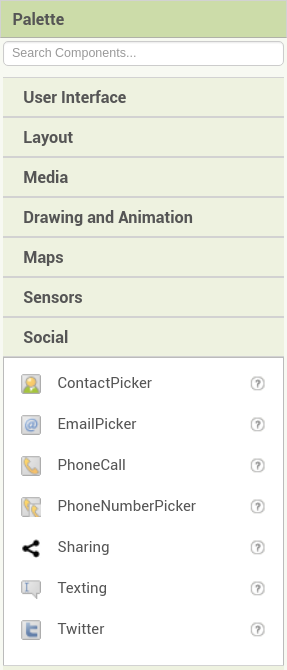 Palette
Search Components...
User Interface
Layout
Media
Drawing and Animation
Maps
Sensors
Social
ContactPicker
EmailPicker
PhoneCall
PhoneNumberPicker
Sharing
Texting
Twitter